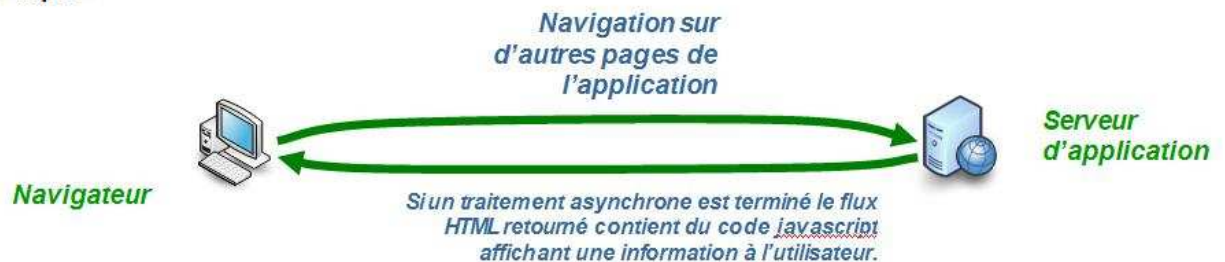 Navigation sur
d'autres pages de
l'application
Serveur
d'application
Navigateur
Si un traitement asynchrone est terminé le flux
HTML retourné contient du code javascript
affichant une information à l'utilisateur.